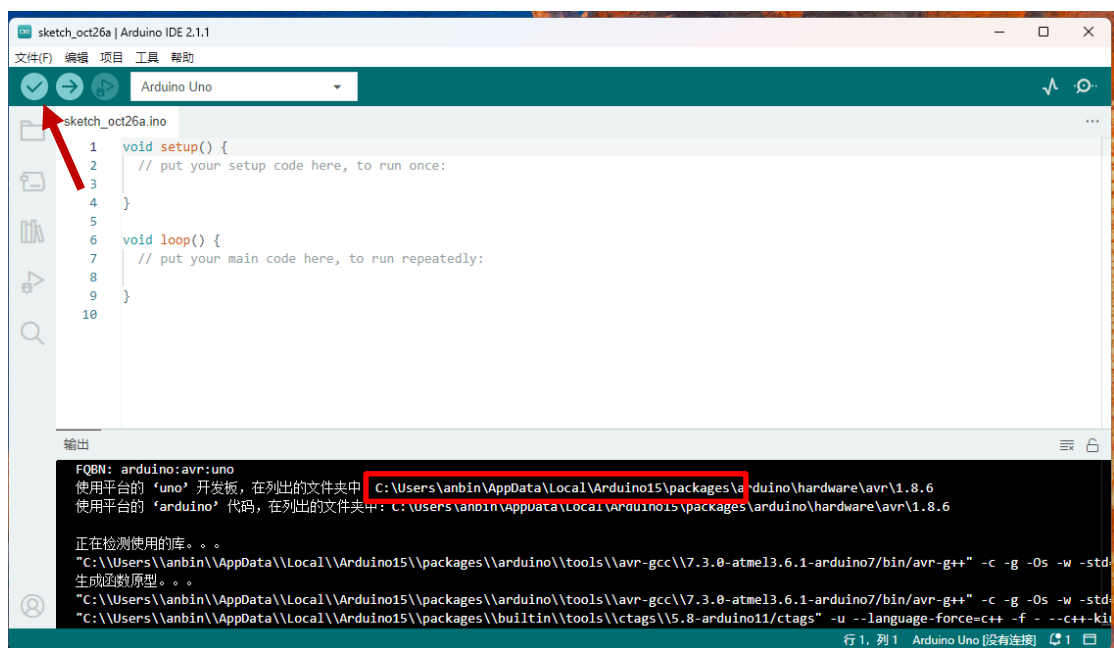 sketch_oct26a | Arduino IDE 2.1.1
文件(F) 编辑 项目 工具 帮助
Arduino Uno
sketch_oct26a.ino
1 void setup() {
2 // put your setup code here, to run once:
3
4 }
5
6 void loop() {
7 // put your main code here, to run repeatedly:
8
9 }
10
输出
FQBN: arduino:avr:uno
使用平台的 ‘uno’ 开发板，在列出的文件夹中 C:\Users\anbin\AppData\Local\Arduino15\packages\arduino\hardware\avr\1.8.6
使用平台的 ‘arduino’ 代码，在列出的文件夹中：C:\Users\anbin\AppData\Local\Arduino15\packages\arduino\hardware\avr\1.8.6
正在检测使用的库。。。
"C:\\Users\\anbin\\AppData\\Local\\Arduino15\\packages\\arduino\\tools\\avr-gcc\\7.3.0-atmel3.6.1-arduino7/bin/avr-g++" -c -g -Os -w -std=
生成函数原型。。。
"C:\\Users\\anbin\\AppData\\Local\\Arduino15\\packages\\arduino\\tools\\avr-gcc\\7.3.0-atmel3.6.1-arduino7/bin/avr-g++" -c -g -Os -w -std=
"C:\\Users\\anbin\\AppData\\Local\\Arduino15\\packages\\builtin\\tools\\ctags\\5.8-arduino11/ctags" -u --language-force=c++ -f - --c++-ki
行 1，列 1 Arduino Uno [没有连接] 1